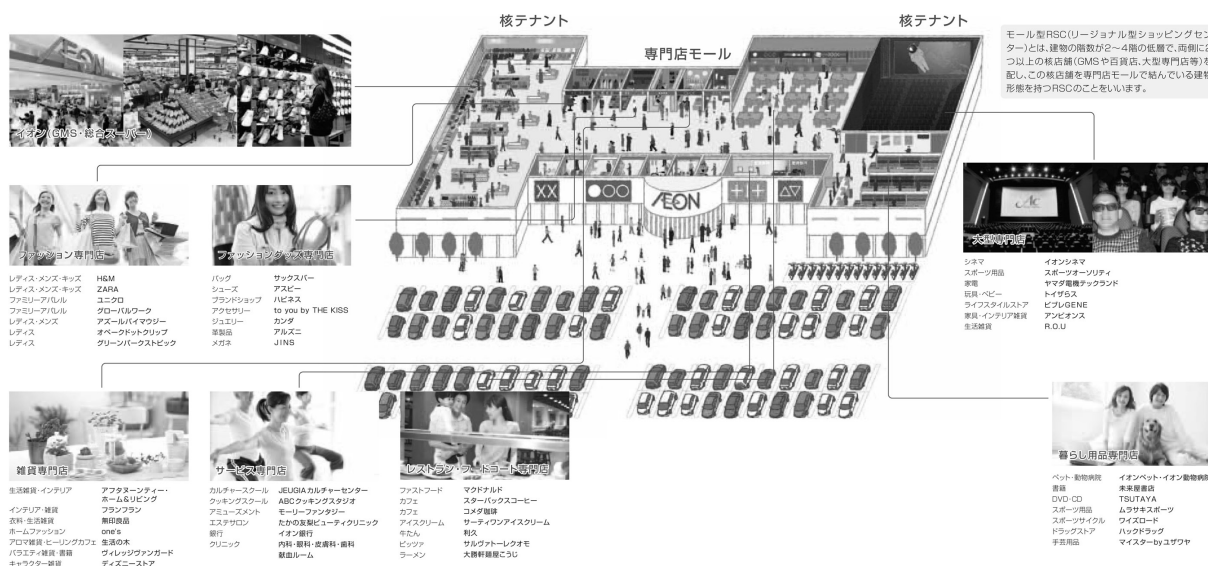 核テナント
核テナント
専門店モール
モール型RSC(リージョナル型ショッピングセン
ター)とは、建物の階数が2〜4階の低層で、両側に2
つ以上の核店舗(GMSや百貨店、大型専門店等)を
配し、この核店舗を専門店モールで結んでいる建物
形態を持つRSCのことをいいます。
AEON
イオン(GMS・総合スーパー)
XX
●○○
ÆON
＋I＋
△▽
ファッション専門店
レディス・メンズ・キッズ H&M
レディス・メンズ・キッズ ZARA
ファミリーアパレル ユニクロ
ファミリーアパレル グローバルワーク
レディス・メンズ アズールバイマウジー
レディス オペークドットクリップ
レディス グリーンパークストピック
ファッショングッズ専門店
バッグ サックスバー
シューズ アスビー
ブランドショップ ハピネス
アクセサリー to you by THE KISS
ジュエリー カンダ
革製品 アルズニ
メガネ JINS
大型専門店
シネマ イオンシネマ
スポーツ用品 スポーツオーソリティ
家電 ヤマダ電機テックランド
玩具・ベビー トイザらス
ライフスタイルストア ビブレGENE
家具・インテリア雑貨 アンビオンス
生活雑貨 R.O.U
雑貨専門店
生活雑貨・インテリア アフタヌーンティー・
ホーム&リビング
インテリア・雑貨 フランフラン
衣料・生活雑貨 無印良品
ホームファッション one's
アロマ雑貨・ヒーリングカフェ 生活の木
バラエティ雑貨・書籍 ヴィレッジヴァンガード
キャラクター雑貨 ディズニーストア
サービス専門店
カルチャースクール JEUGIAカルチャーセンター
クッキングスクール ABCクッキングスタジオ
アミューズメント モーリーファンタジー
エステサロン たかの友梨ビューティクリニック
銀行 イオン銀行
クリニック 内科・眼科・皮膚科・歯科
献血ルーム
レストラン・フードコート専門店
ファストフード マクドナルド
カフェ スターバックスコーヒー
カフェ コメダ珈琲
アイスクリーム サーティワンアイスクリーム
牛たん 利久
ピッツァ サルヴァトーレクオモ
ラーメン 大勝軒麺屋こうじ
暮らし用品専門店
ペット・動物病院 イオンペット・イオン動物病院
書籍 未来屋書店
DVD・CD TSUTAYA
スポーツ用品 ムラサキスポーツ
スポーツサイクル ワイズロード
ドラッグストア ハックドラッグ
手芸用品 マイスターbyユザワヤ